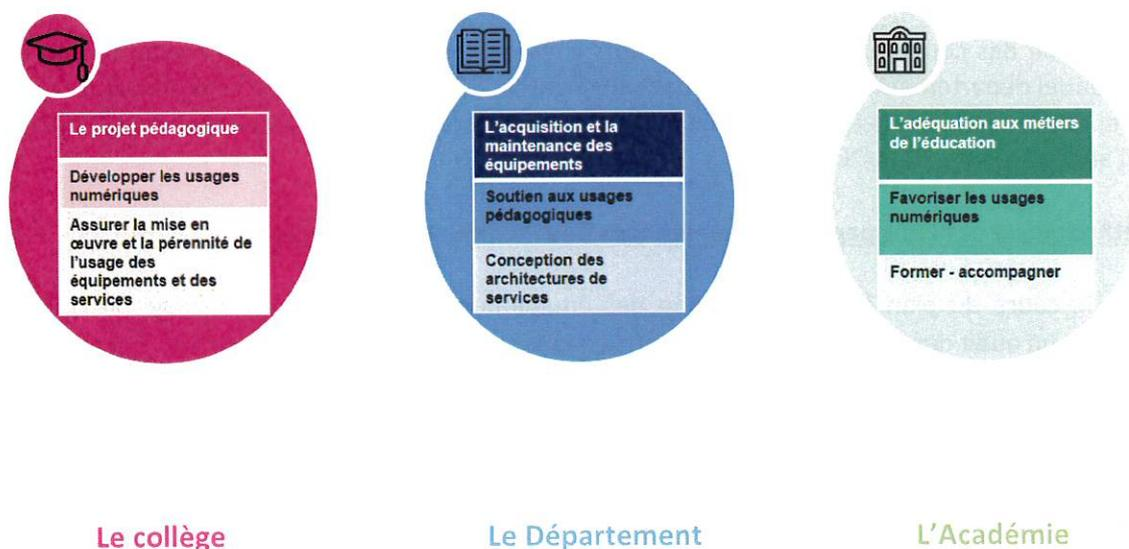 Le projet pédagogique
Développer les usages
numériques
Assurer la mise en
œuvre et la pérennité de
l'usage des
équipements et des
services
L'acquisition et la
maintenance des
équipements
Soutien aux usages
pédagogiques
Conception des
architectures de
services
L'adéquation aux métiers
de l'éducation
Favoriser les usages
numériques
Former - accompagner
Le collège
Le Département
L'Académie